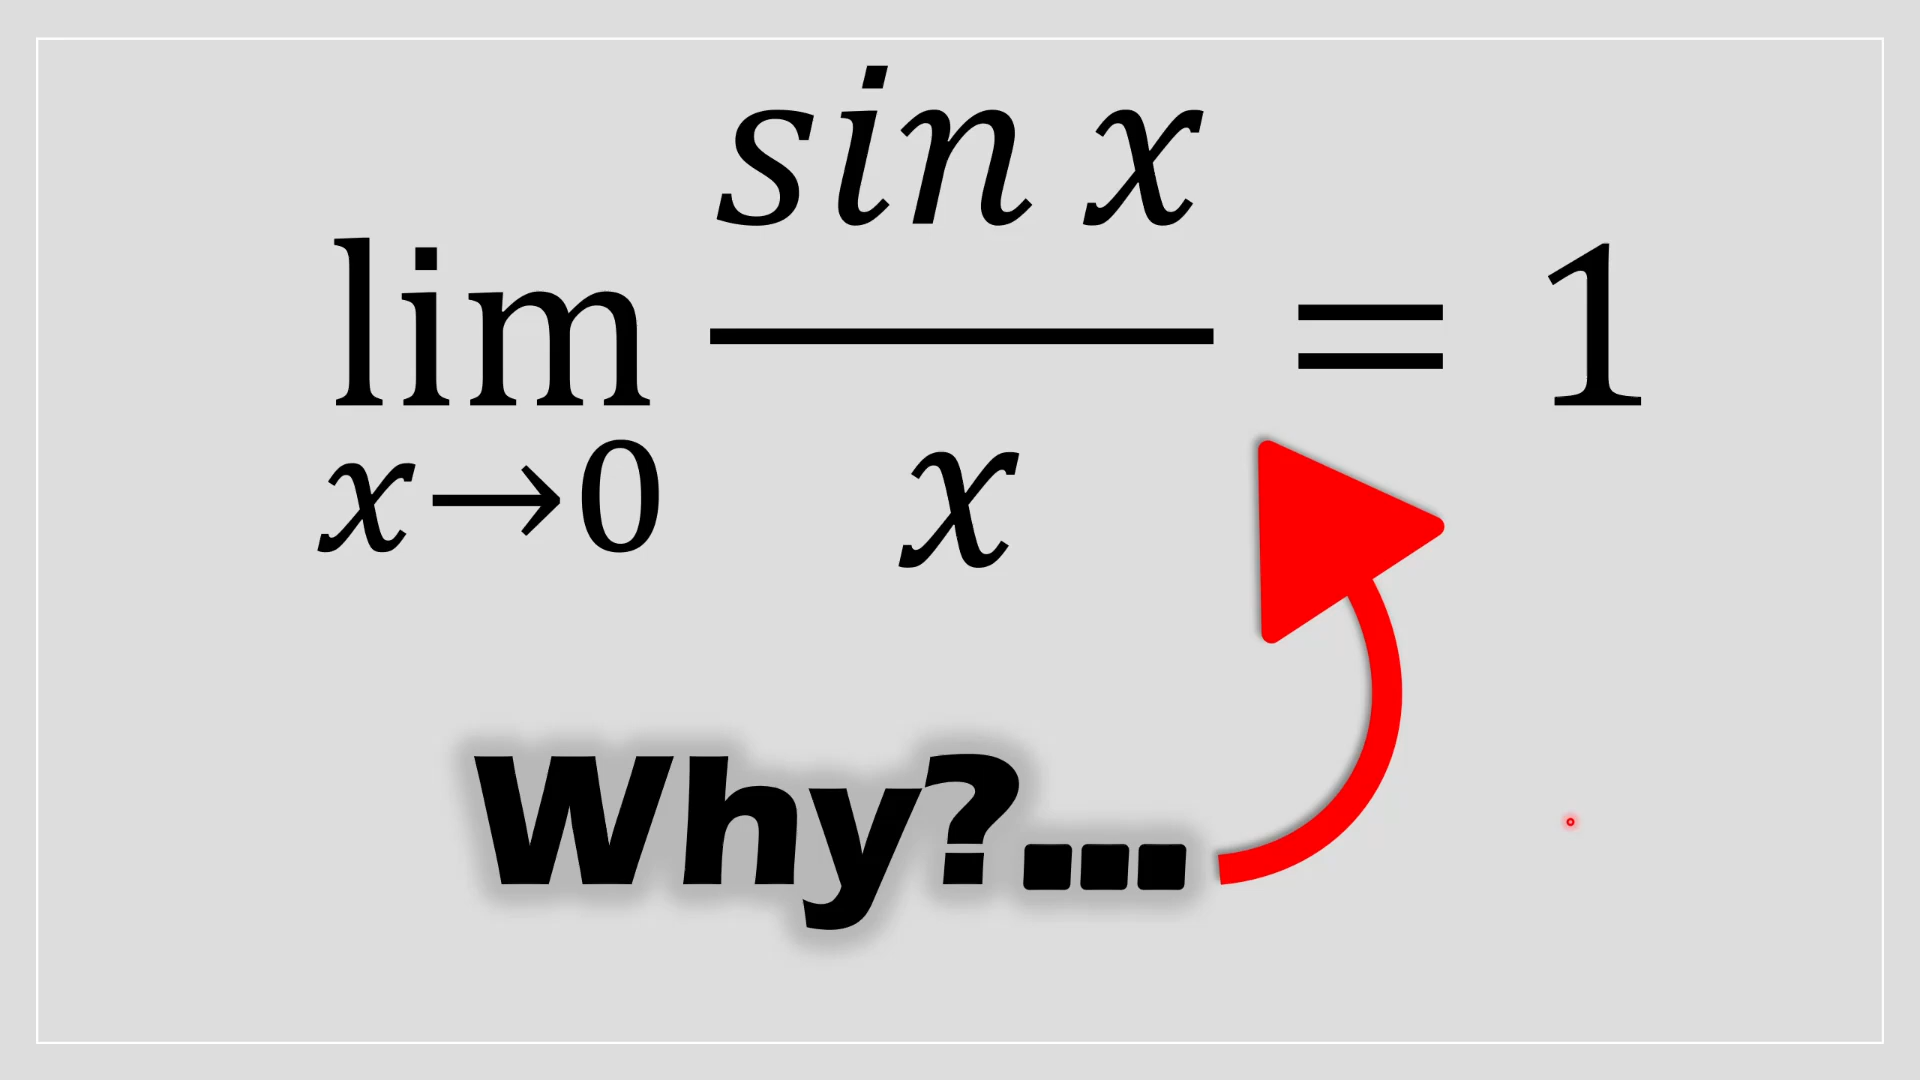 lim x→0 sin x / x = 1
Why?...